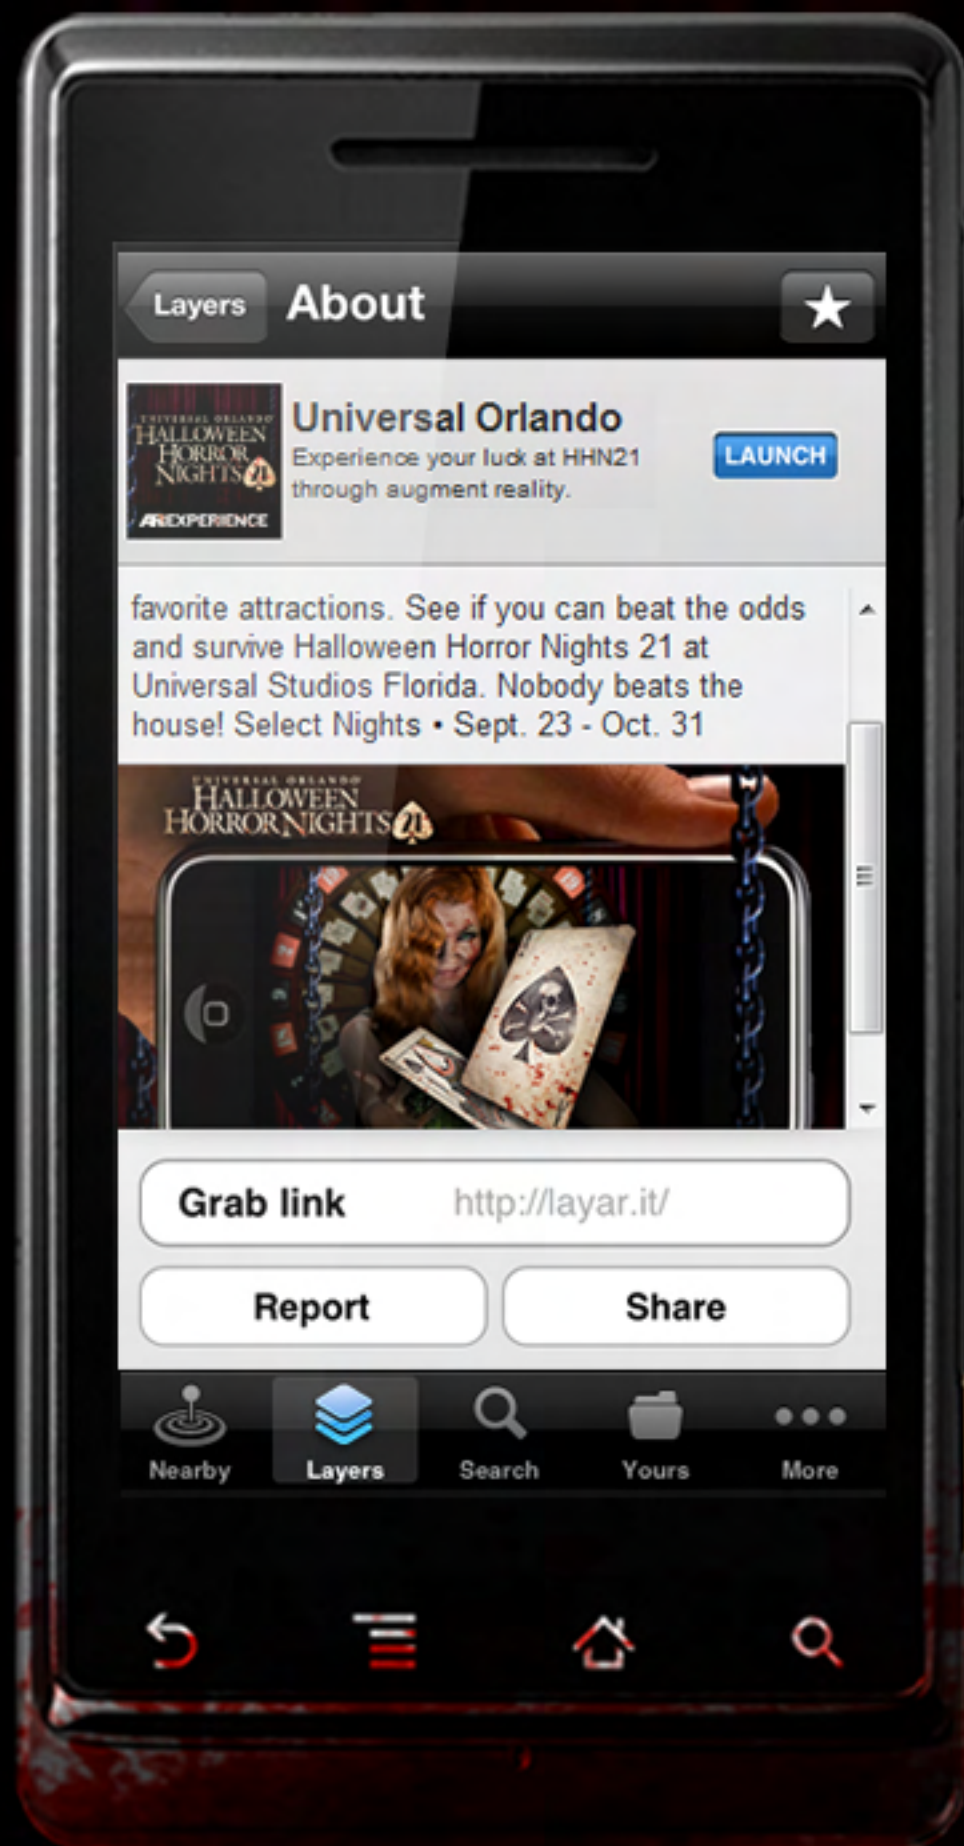 Layers
About
Universal Orlando
Experience your luck at HHN21
through augment reality.
LAUNCH
UNIVERSAL ORLANDO
HALLOWEEN
HORROR
NIGHTS 21
AR EXPERIENCE
favorite attractions. See if you can beat the odds
and survive Halloween Horror Nights 21 at
Universal Studios Florida. Nobody beats the
house! Select Nights • Sept. 23 - Oct. 31
UNIVERSAL ORLANDO
HALLOWEEN
HORROR NIGHTS 21
Grab link
http://layar.it/
Report
Share
Nearby
Layers
Search
Yours
More